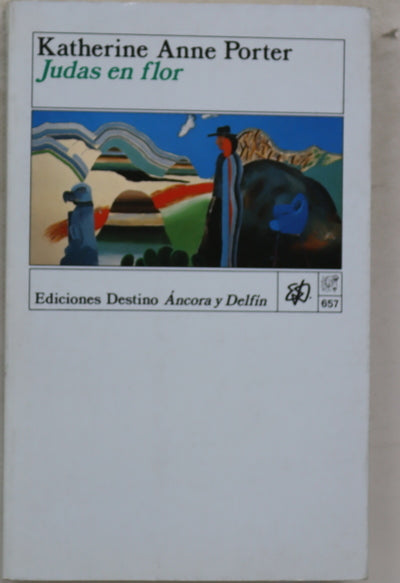 Katherine Anne Porter
Judas en flor
Ediciones Destino Áncora y Delfín
657